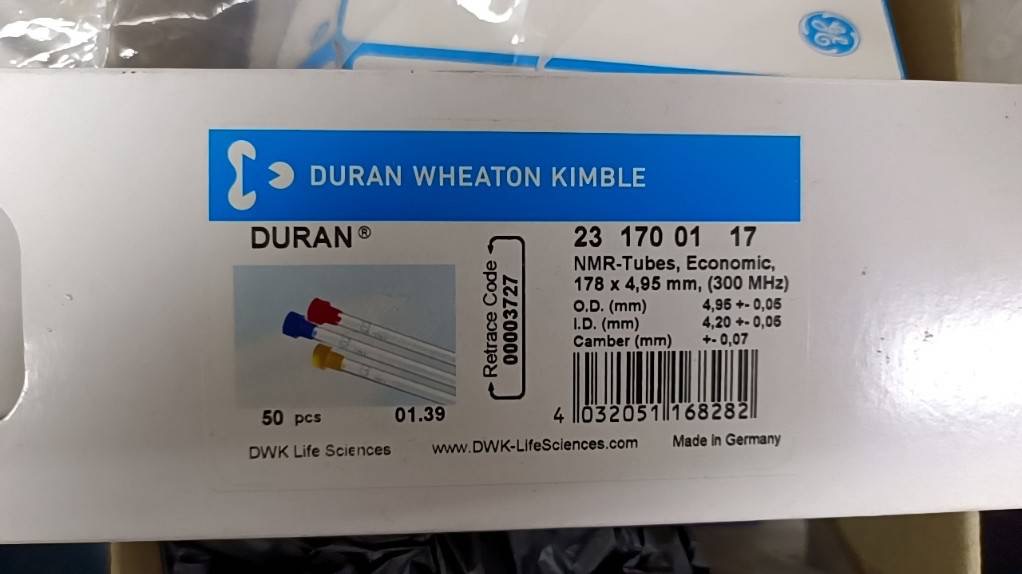 GE
DURAN WHEATON KIMBLE
DURAN®
23 170 01 17
NMR-Tubes, Economic,
178 x 4,95 mm, (300 MHz)
O.D. (mm) 4,95 +- 0,05
I.D. (mm) 4,20 +- 0,05
Camber (mm) +- 0,07
Retrace Code
00003727
50 pcs 01.39
4 032051 168282
DWK Life Sciences www.DWK-LifeSciences.com Made in Germany